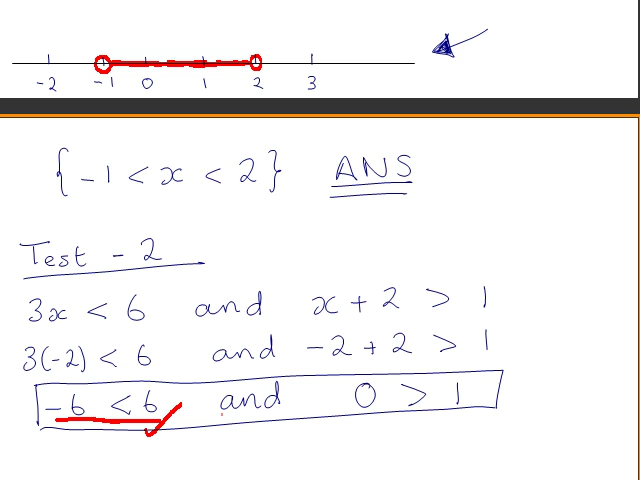 -2 -1 0 1 2 3
{-1 < x < 2} ANS
Test - 2
3x < 6 and x + 2 > 1
3(-2) < 6 and -2 + 2 > 1
-6 < 6 and 0 > 1